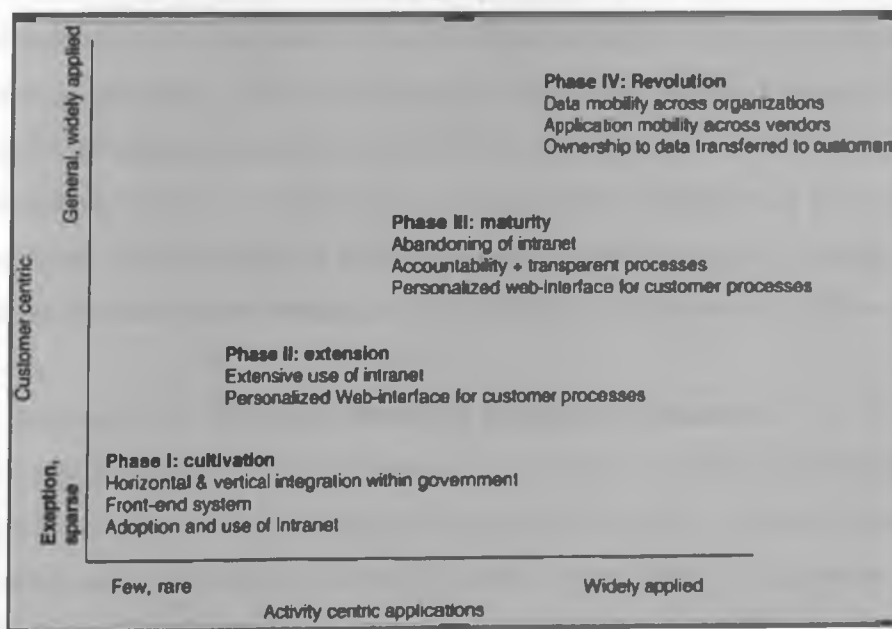 General, widely applied
Customer centric
Exeption,
sparse
Phase IV: Revolution
Data mobility across organizations
Application mobility across vendors
Ownership to data transferred to customer
Phase III: maturity
Abandoning of intranet
Accountability + transparent processes
Personalized web-interface for customer processes
Phase II: extension
Extensive use of intranet
Personalized Web-interface for customer processes
Phase I: cultivation
Horizontal & vertical integration within government
Front-end system
Adoption and use of Intranet
Few, rare
Widely applied
Activity centric applications